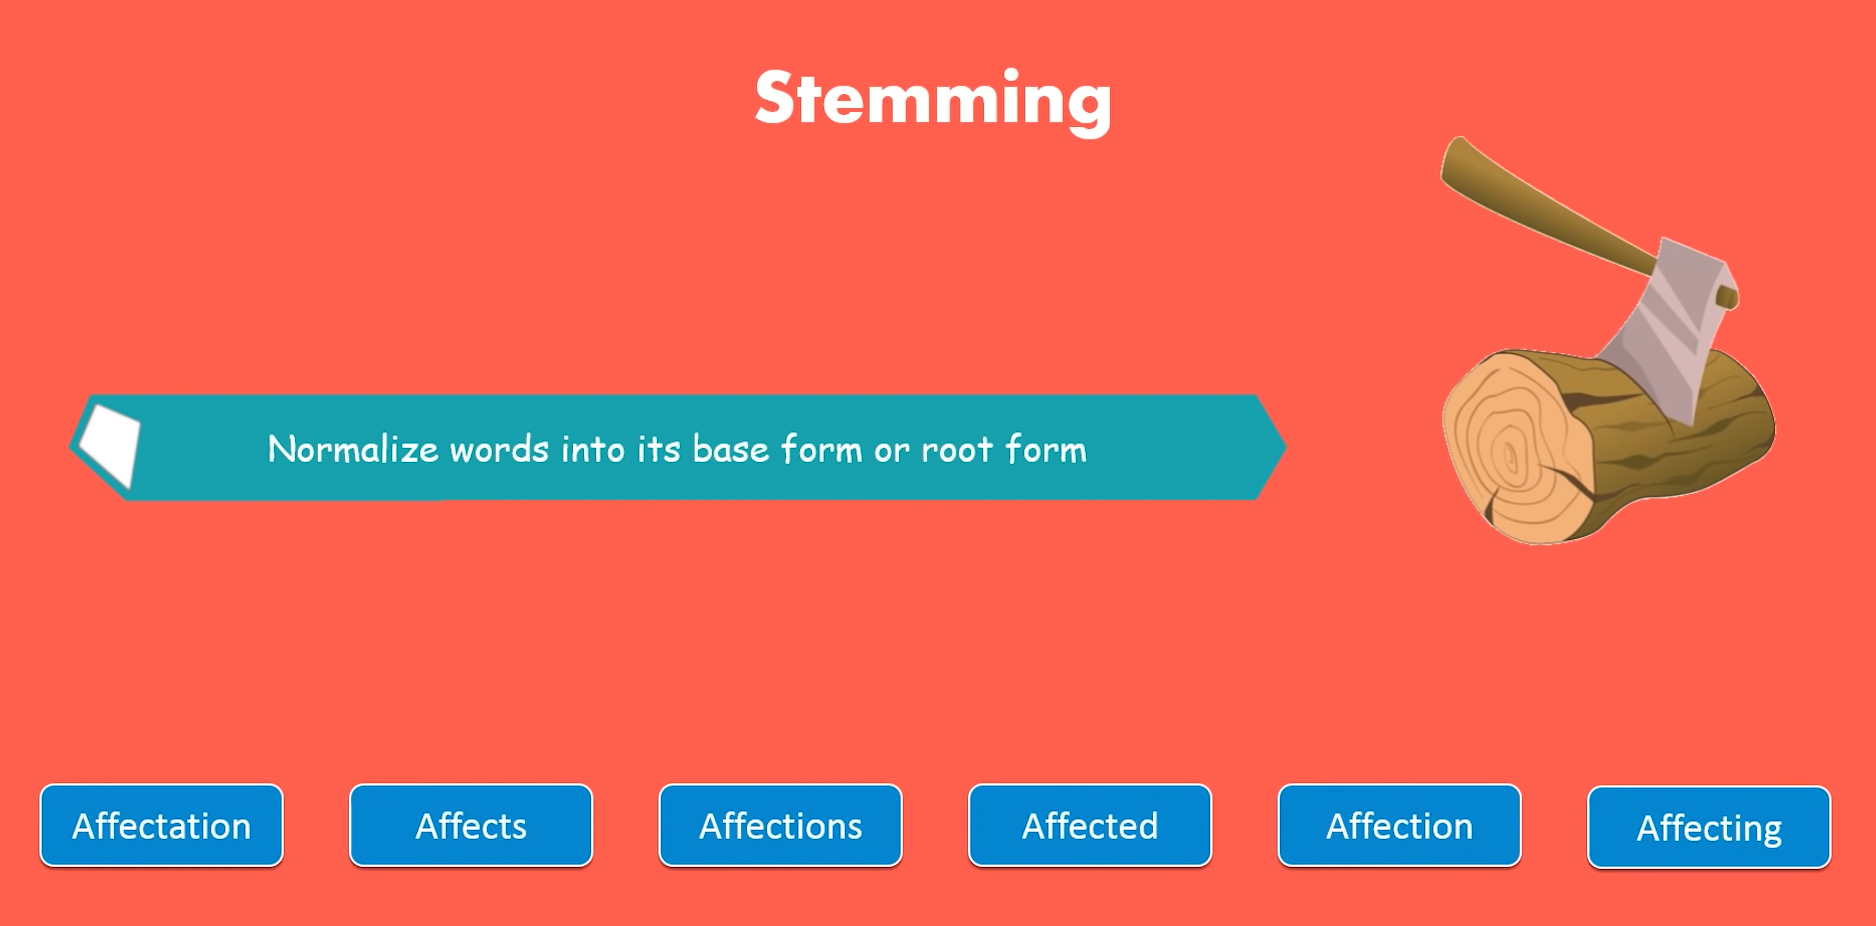 Stemming
Normalize words into its base form or root form
Affectation
Affects
Affections
Affected
Affection
Affecting